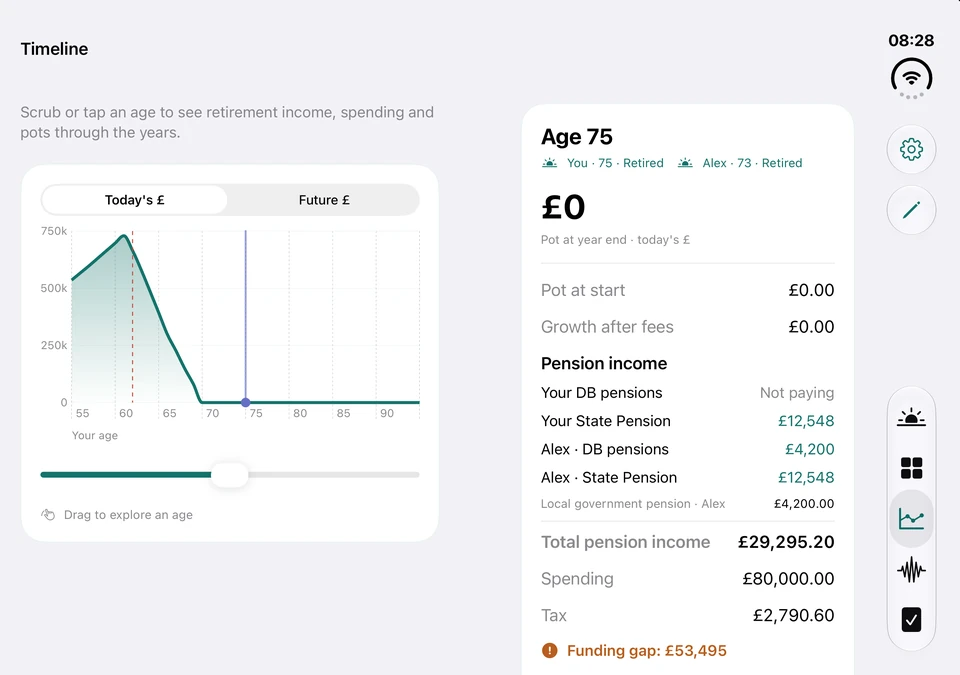 08:28
Timeline
Scrub or tap an age to see retirement income, spending and
pots through the years.
Today's £
Future £
750k
500k
250k
0
55
60
65
70
75
80
85
90
Your age
Drag to explore an age
Age 75
You · 75 · Retired
Alex · 73 · Retired
£0
Pot at year end · today's £
Pot at start £0.00
Growth after fees £0.00
Pension income
Your DB pensions Not paying
Your State Pension £12,548
Alex · DB pensions £4,200
Alex · State Pension £12,548
Local government pension · Alex £4,200.00
Total pension income £29,295.20
Spending £80,000.00
Tax £2,790.60
Funding gap: £53,495